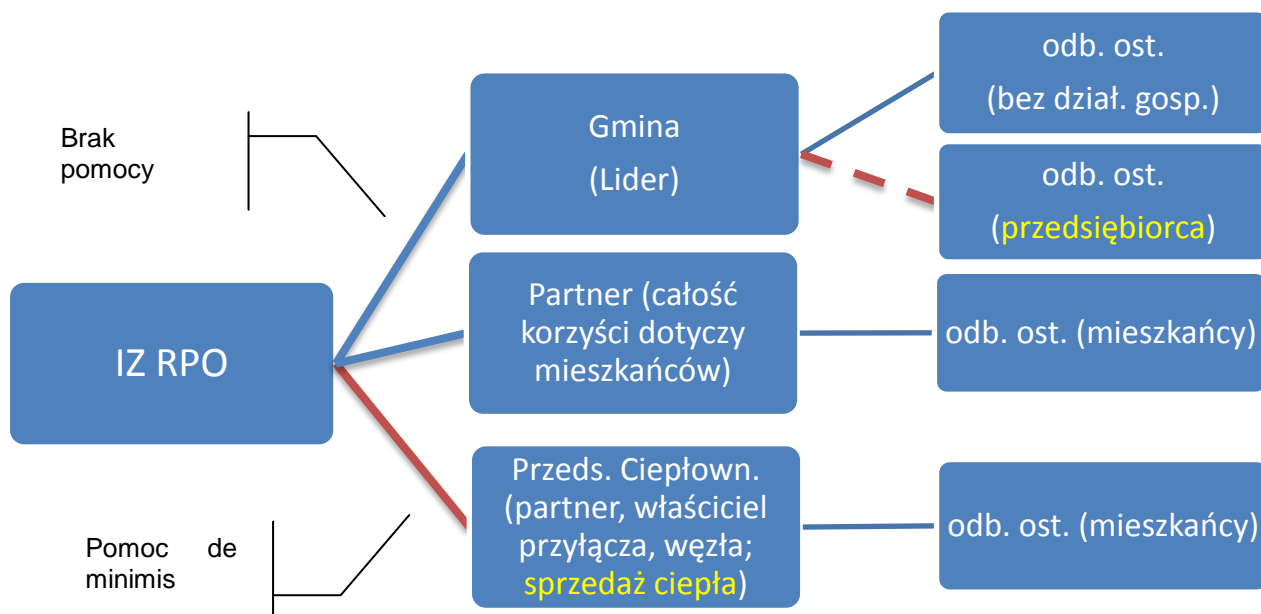 Brak
pomocy
IZ RPO
Pomoc de
minimis
Gmina
(Lider)
Partner (całość
korzyści dotyczy
mieszkańców)
Przeds. Ciepłown.
(partner, właściciel
przyłącza, węzła;
sprzedaż ciepła)
odb. ost.
(bez dział. gosp.)
odb. ost.
(przedsiębiorca)
odb. ost. (mieszkańcy)
odb. ost. (mieszkańcy)